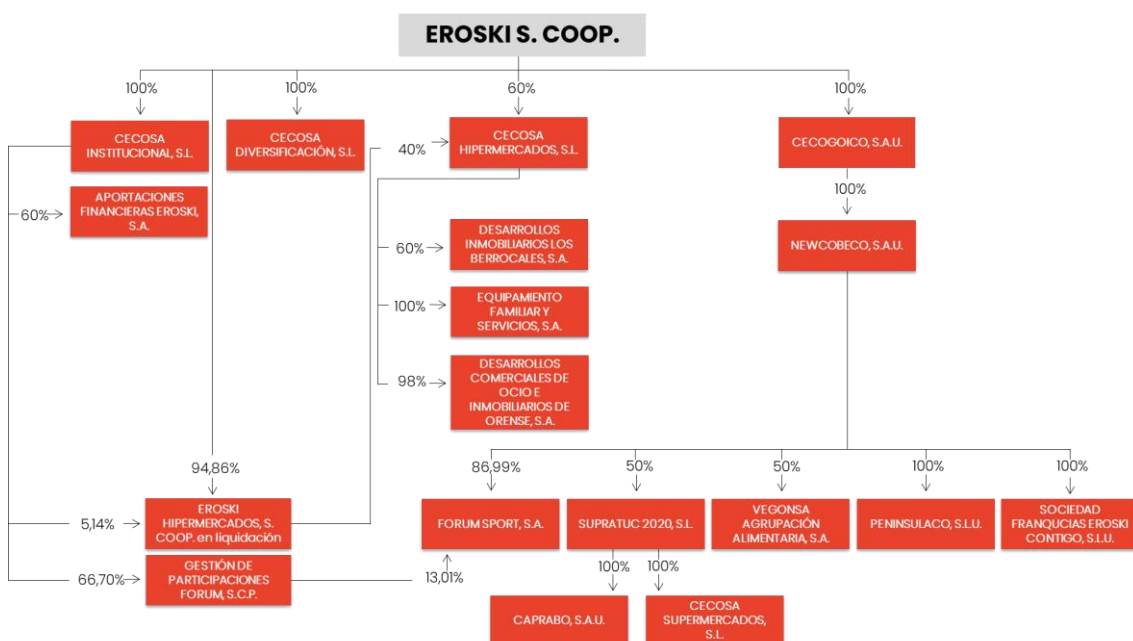 EROSKI S. COOP.
100%
100%
60%
100%
CECOSA
INSTITUCIONAL, S.L.
CECOSA
DIVERSIFICACIÓN, S.L.
40%
CECOSA
HIPERMERCADOS, S.L.
CECOGOICO, S.A.U.
60%
APORTACIONES
FINANCIERAS EROSKI,
S.A.
100%
60%
DESARROLLOS
INMOBILIARIOS LOS
BERROCALES, S.A.
NEWCOBECO, S.A.U.
100%
EQUIPAMIENTO
FAMILIAR Y
SERVICIOS, S.A.
98%
DESARROLLOS
COMERCIALES DE
OCIO E
INMOBILIARIOS DE
ORENSE, S.A.
94,86%
86,99%
50%
50%
100%
100%
5,14%
EROSKI
HIPERMERCADOS, S.
COOP. en liquidación
FORUM SPORT, S.A.
SUPRATUC 2020, S.L.
VEGONSA
AGRUPACIÓN
ALIMENTARIA, S.A.
PENINSULACO, S.L.U.
SOCIEDAD
FRANQUCIAS EROSKI
CONTIGO, S.L.U.
66,70%
GESTIÓN DE
PARTICIPACIONES
FORUM, S.C.P.
13,01%
100%
100%
CAPRABO, S.A.U.
CECOSA
SUPERMERCADOS,
S.L.